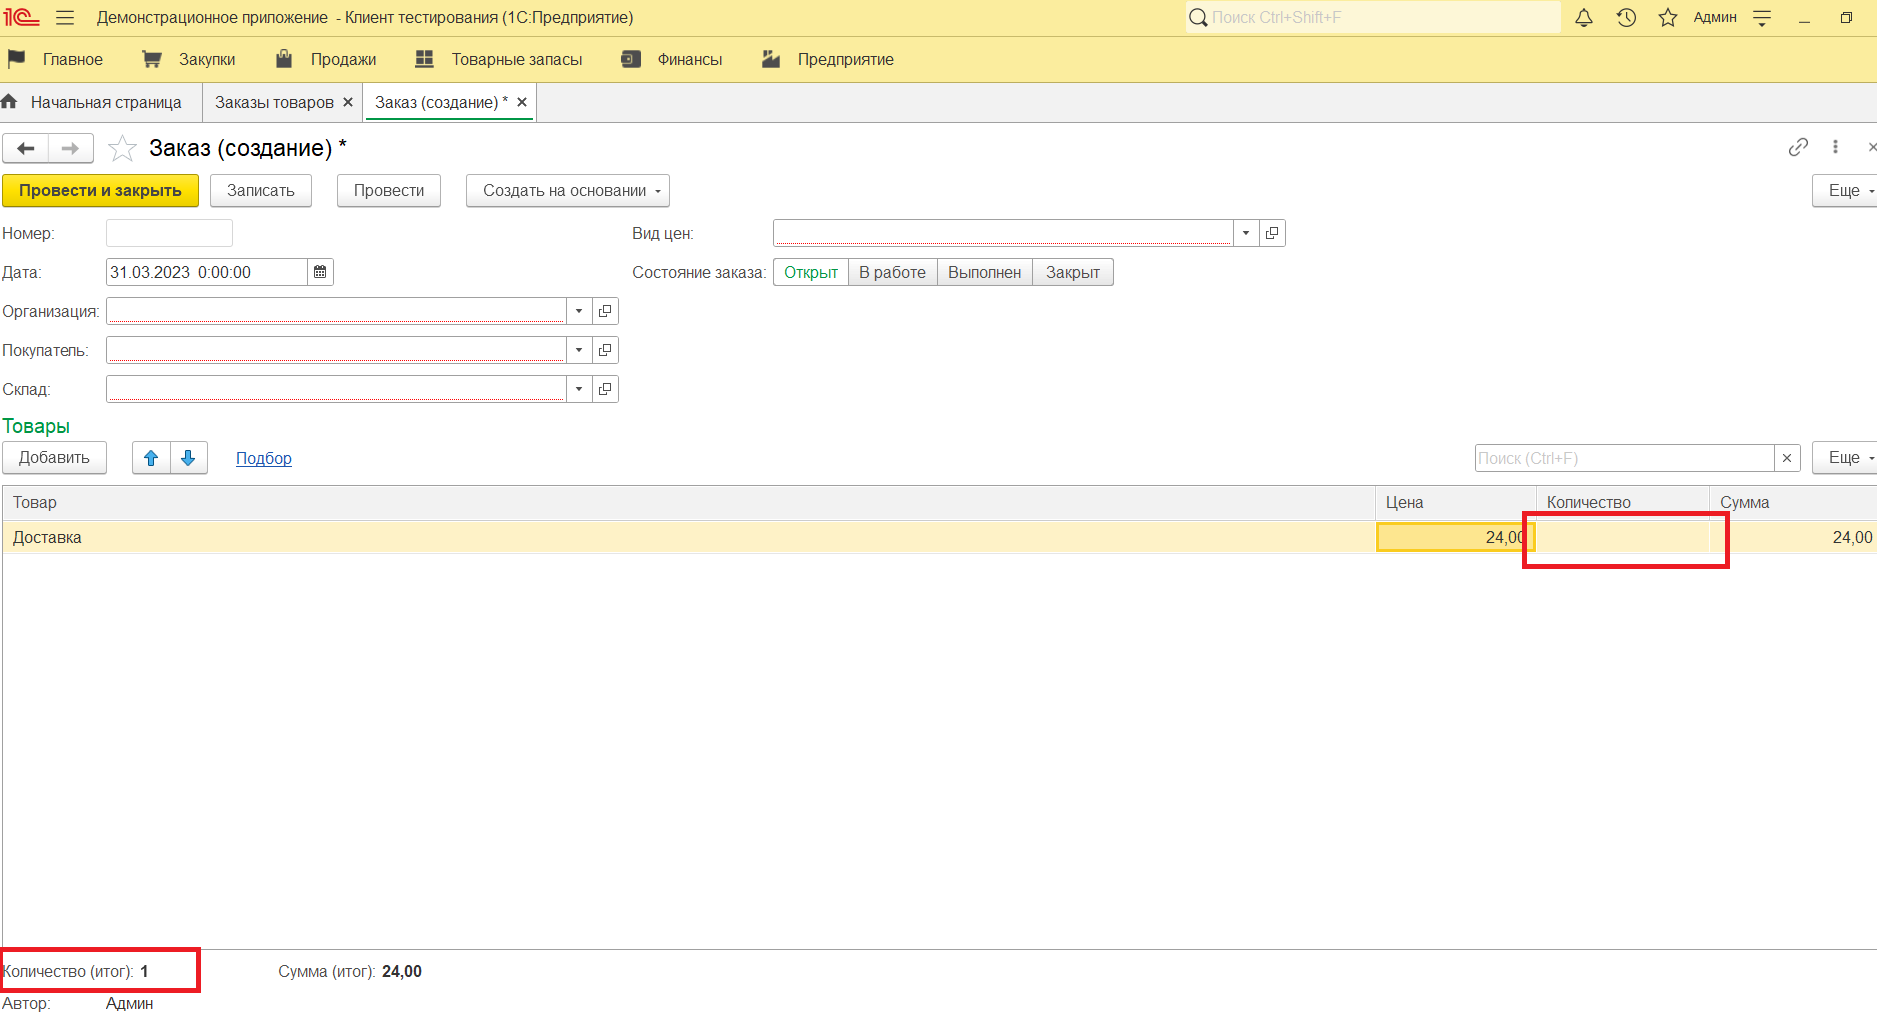 1С Демонстрационное приложение - Клиент тестирования (1С:Предприятие) Поиск Ctrl+Shift+F Админ
Главное Закупки Продажи Товарные запасы Финансы Предприятие
Начальная страница Заказы товаров × Заказ (создание) * ×
Заказ (создание) *
Провести и закрыть Записать Провести Создать на основании Еще
Номер: Вид цен:
Дата: 31.03.2023 0:00:00 Состояние заказа: Открыт В работе Выполнен Закрыт
Организация:
Покупатель:
Склад:
Товары
Добавить Подбор Поиск (Ctrl+F) × Еще
Товар Цена Количество Сумма
Доставка 24,00 24,00
Количество (итог): 1 Сумма (итог): 24,00
Автор: Админ